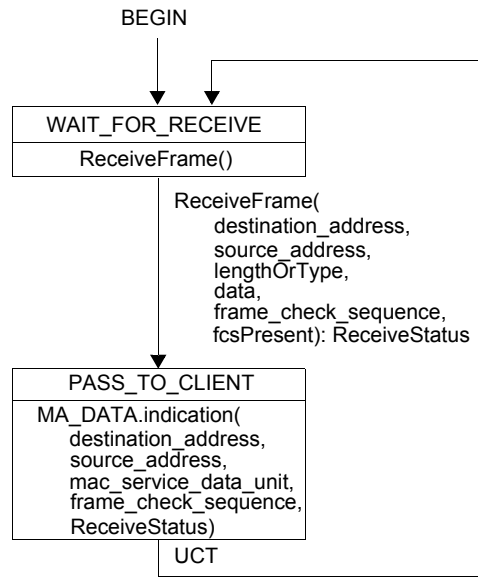 BEGIN
WAIT_FOR_RECEIVE
ReceiveFrame()
ReceiveFrame(
destination_address,
source_address,
lengthOrType,
data,
frame_check_sequence,
fcsPresent): ReceiveStatus
PASS_TO_CLIENT
MA_DATA.indication(
destination_address,
source_address,
mac_service_data_unit,
frame_check_sequence,
ReceiveStatus)
UCT